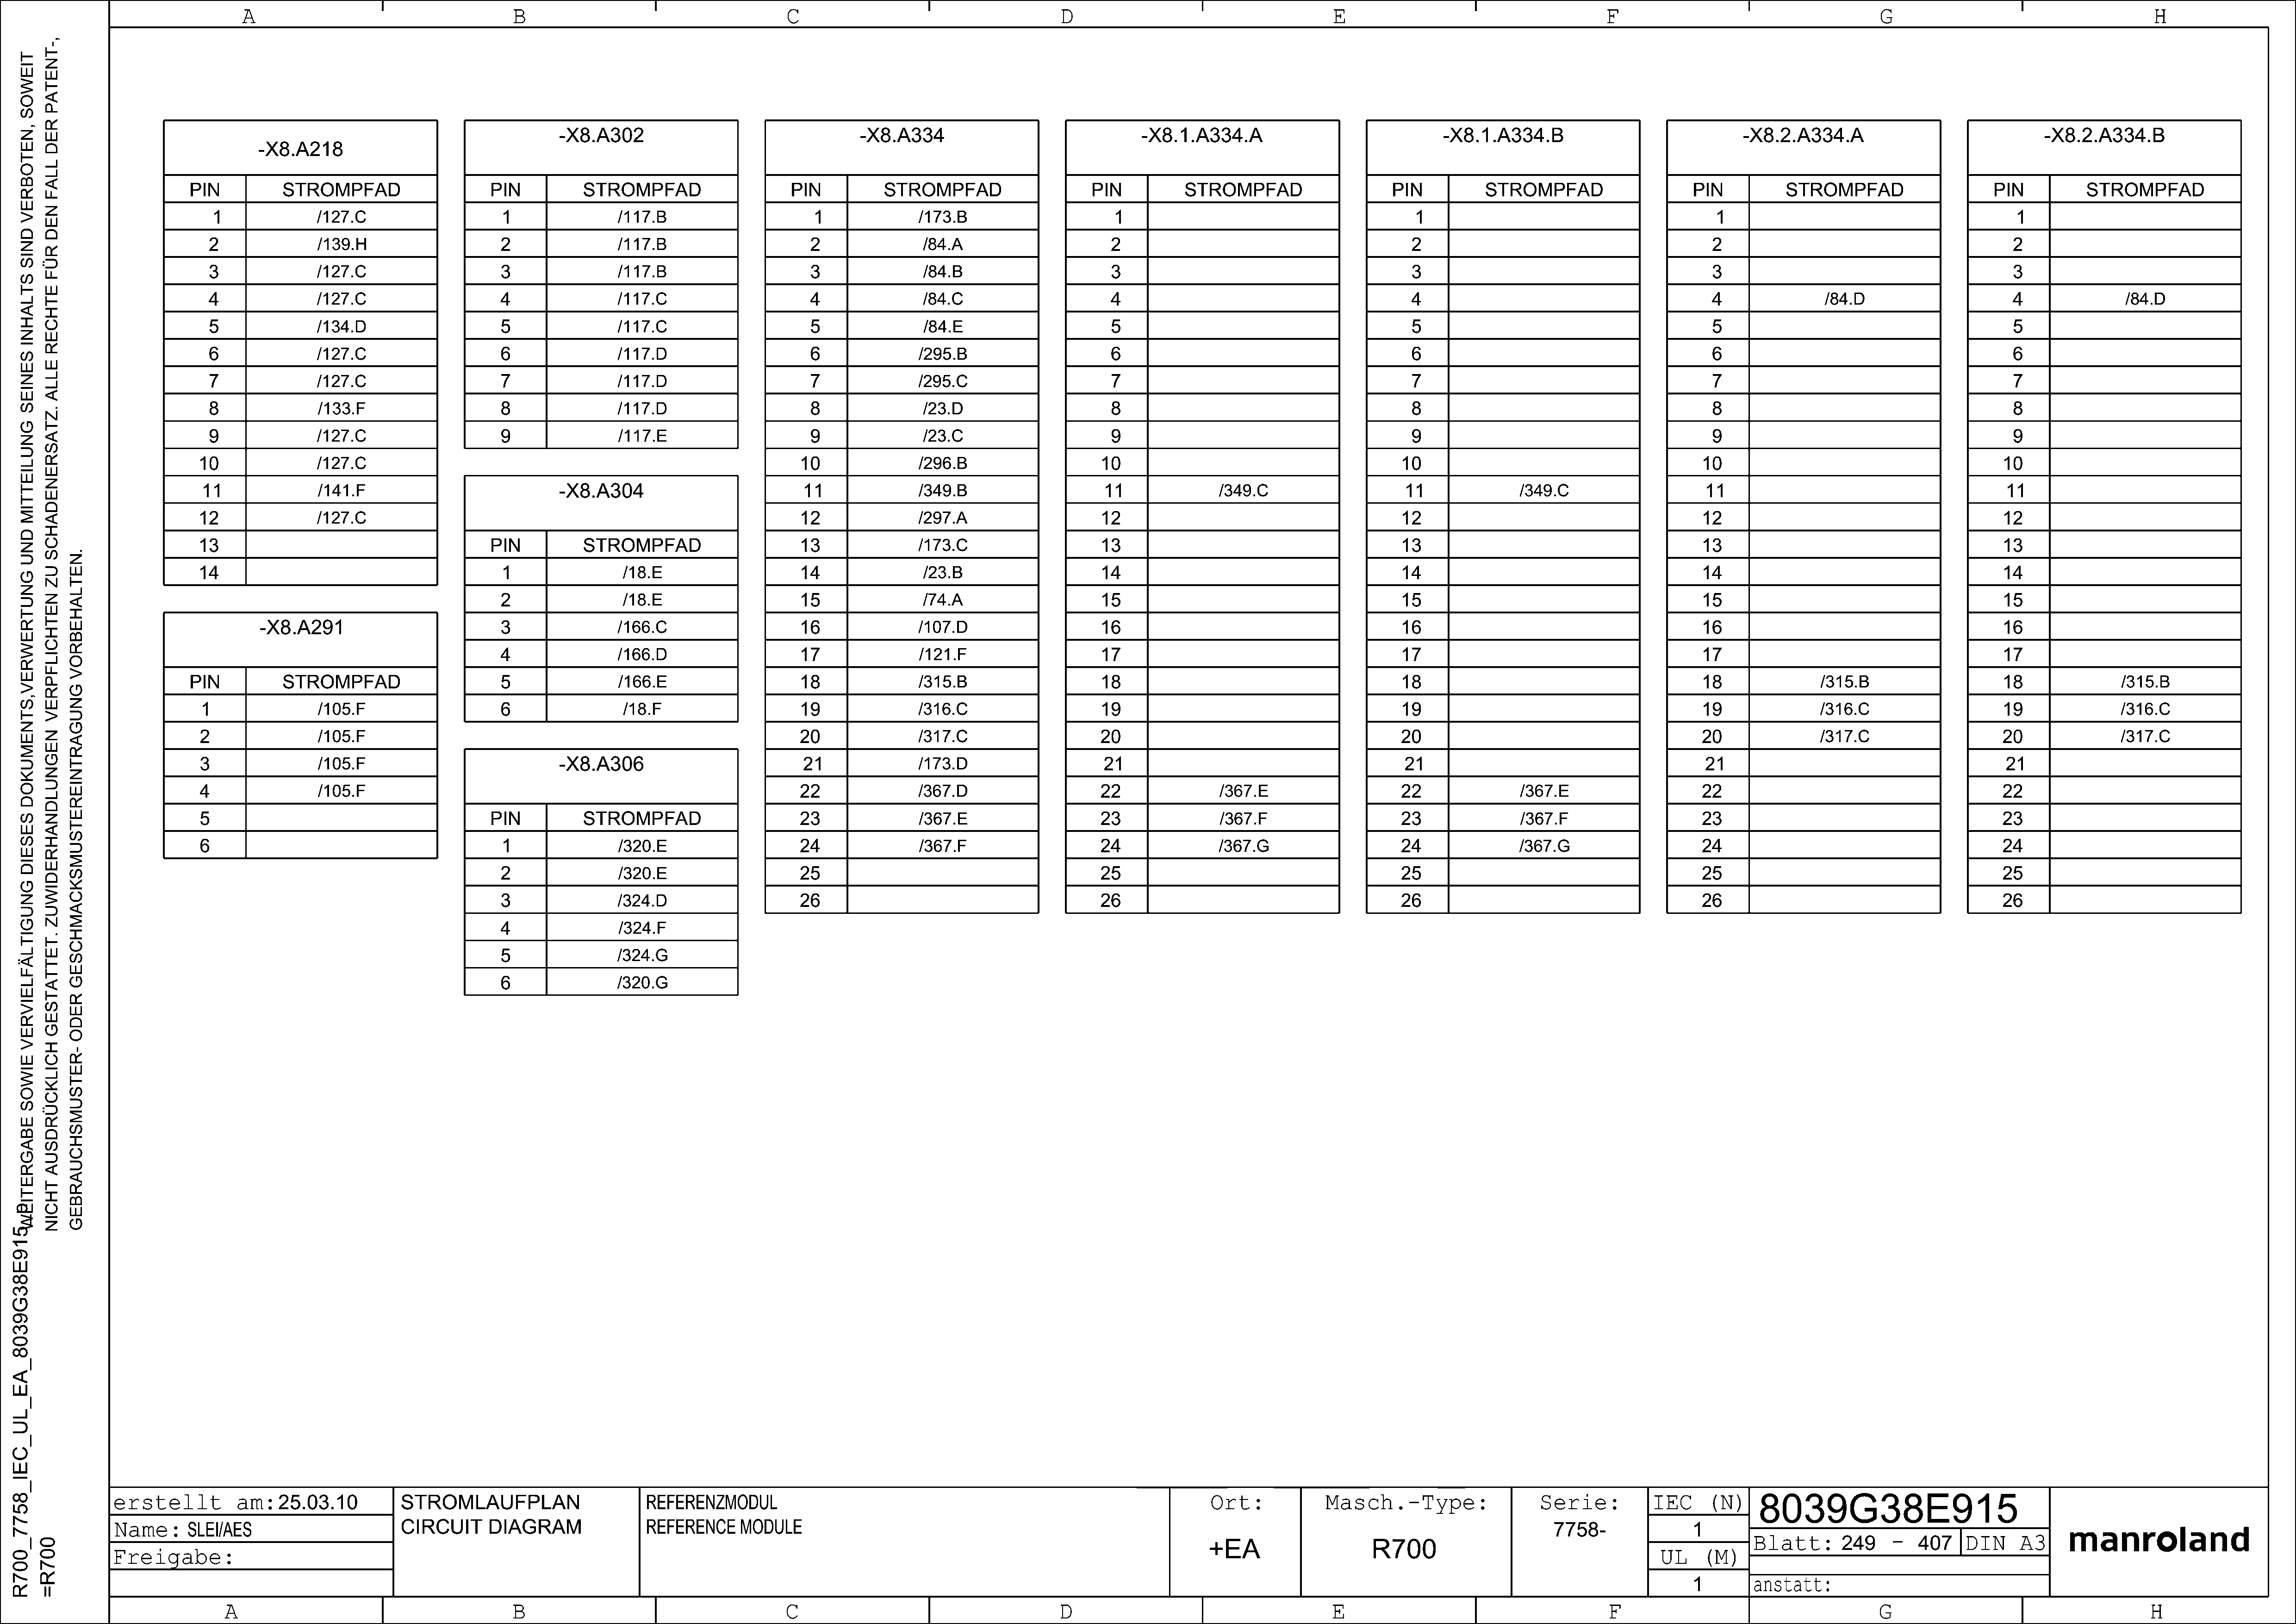 A B C D E F G H
WEITERGABE SOWIE VERVIELFÄLTIGUNG DIESES DOKUMENTS,VERWERTUNG UND MITTEILUNG SEINES INHALTS SIND VERBOTEN, SOWEIT
NICHT AUSDRÜCKLICH GESTATTET. ZUWIDERHANDLUNGEN VERPFLICHTEN ZU SCHADENERSATZ. ALLE RECHTE FÜR DEN FALL DER PATENT-,
GEBRAUCHSMUSTER- ODER GESCHMACKSMUSTEREINTRAGUNG VORBEHALTEN.
R700_7758_IEC_UL_EA_8039G38E915_P
=R700
-X8.A218
PIN STROMPFAD
1 /127.C
2 /139.H
3 /127.C
4 /127.C
5 /134.D
6 /127.C
7 /127.C
8 /133.F
9 /127.C
10 /127.C
11 /141.F
12 /127.C
13
14
-X8.A291
PIN STROMPFAD
1 /105.F
2 /105.F
3 /105.F
4 /105.F
5
6
-X8.A302
PIN STROMPFAD
1 /117.B
2 /117.B
3 /117.B
4 /117.C
5 /117.C
6 /117.D
7 /117.D
8 /117.D
9 /117.E
-X8.A304
PIN STROMPFAD
1 /18.E
2 /18.E
3 /166.C
4 /166.D
5 /166.E
6 /18.F
-X8.A306
PIN STROMPFAD
1 /320.E
2 /320.E
3 /324.D
4 /324.F
5 /324.G
6 /320.G
-X8.A334
PIN STROMPFAD
1 /173.B
2 /84.A
3 /84.B
4 /84.C
5 /84.E
6 /295.B
7 /295.C
8 /23.D
9 /23.C
10 /296.B
11 /349.B
12 /297.A
13 /173.C
14 /23.B
15 /74.A
16 /107.D
17 /121.F
18 /315.B
19 /316.C
20 /317.C
21 /173.D
22 /367.D
23 /367.E
24 /367.F
25
26
-X8.1.A334.A
PIN STROMPFAD
1
2
3
4
5
6
7
8
9
10
11 /349.C
12
13
14
15
16
17
18
19
20
21
22 /367.E
23 /367.F
24 /367.G
25
26
-X8.1.A334.B
PIN STROMPFAD
1
2
3
4
5
6
7
8
9
10
11 /349.C
12
13
14
15
16
17
18
19
20
21
22 /367.E
23 /367.F
24 /367.G
25
26
-X8.2.A334.A
PIN STROMPFAD
1
2
3
4 /84.D
5
6
7
8
9
10
11
12
13
14
15
16
17
18 /315.B
19 /316.C
20 /317.C
21
22
23
24
25
26
-X8.2.A334.B
PIN STROMPFAD
1
2
3
4 /84.D
5
6
7
8
9
10
11
12
13
14
15
16
17
18 /315.B
19 /316.C
20 /317.C
21
22
23
24
25
26
erstellt am: 25.03.10
Name: SLEI/AES
Freigabe:
STROMLAUFPLAN
CIRCUIT DIAGRAM
REFERENZMODUL
REFERENCE MODULE
Ort:
+EA
Masch.-Type:
R700
Serie:
7758-
IEC (N)
1
UL (M)
1
8039G38E915
Blatt: 249 - 407 DIN A3
anstatt:
manroland
A B C D E F G H